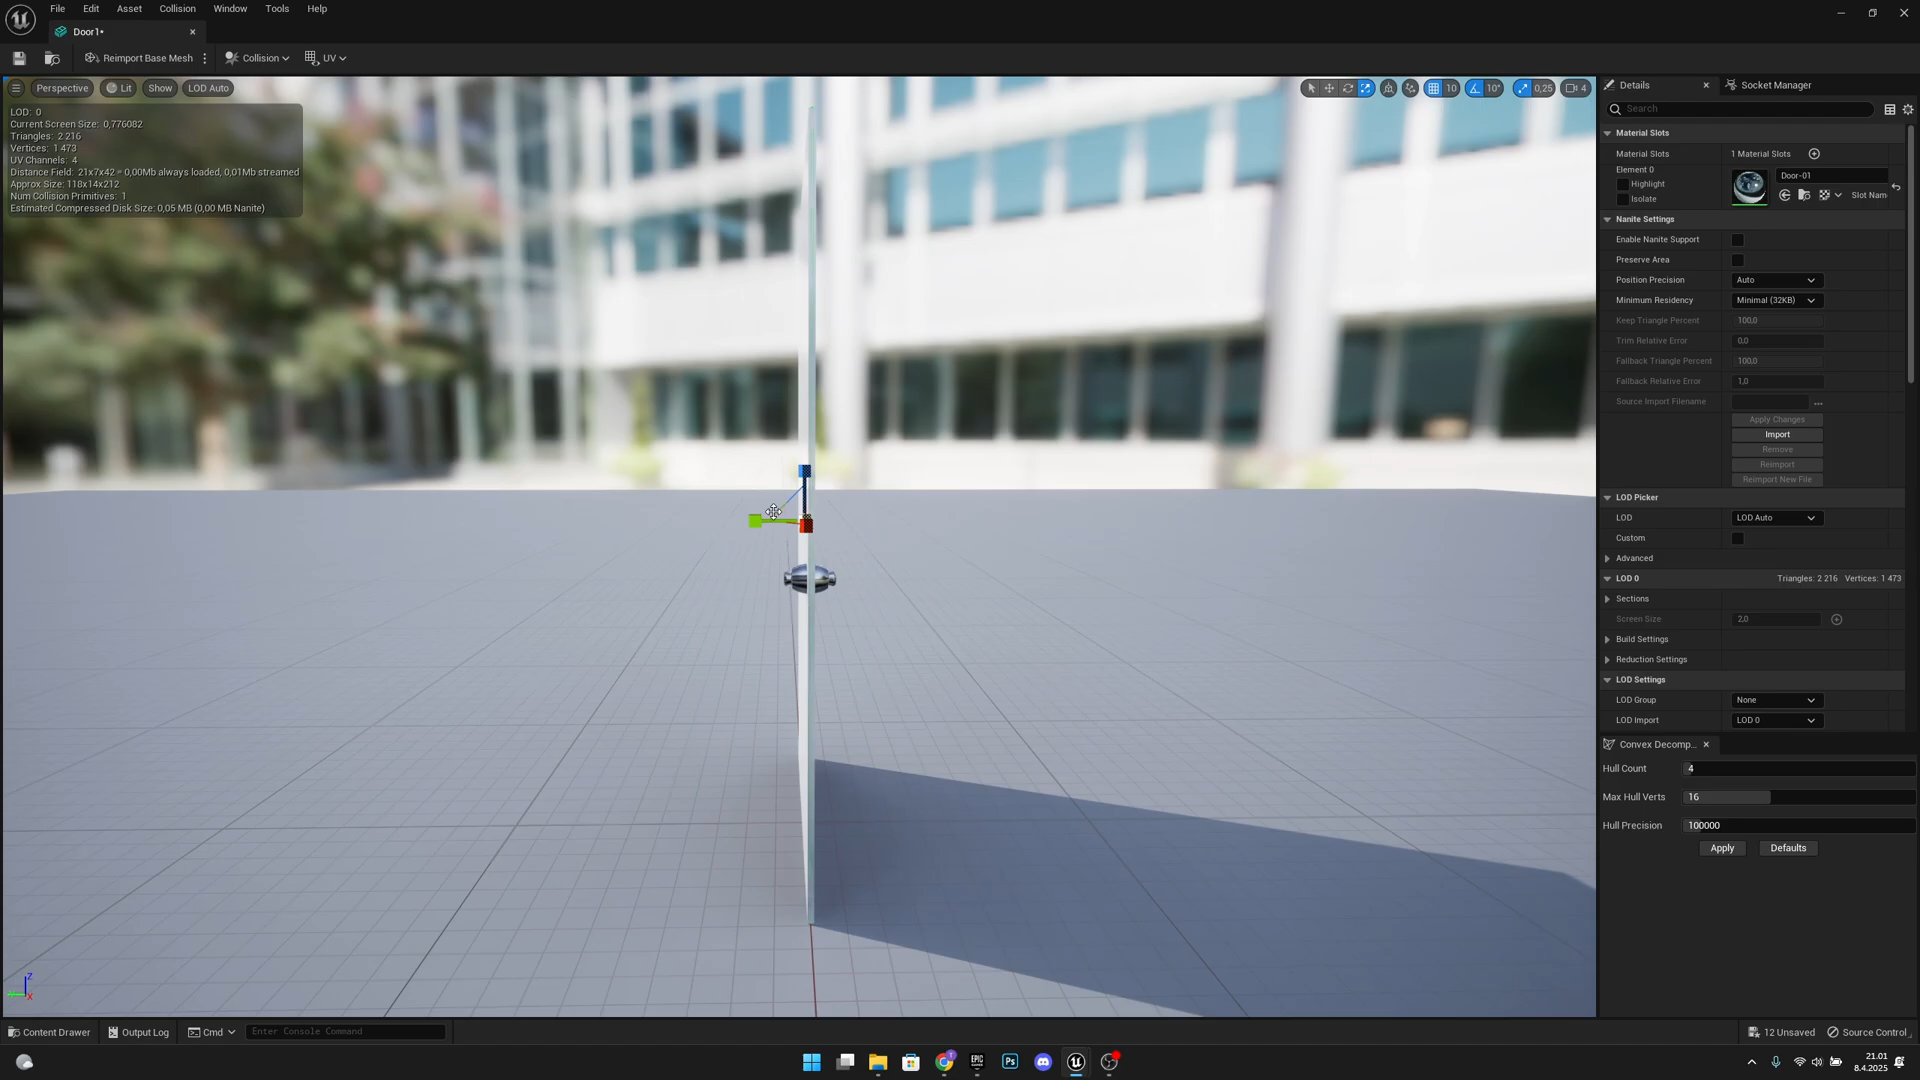 File Edit Asset Collision Window Tools Help
Door1•
Reimport Base Mesh Collision UV
Perspective Lit Show LOD Auto
10 10° 0,25 4
LOD: 0
Current Screen Size: 0,776082
Triangles: 2 216
Vertices: 1 473
UV Channels: 4
Distance Field: 21x7x42 = 0,00Mb always loaded, 0,01Mb streamed
Approx Size: 118x14x212
Num Collision Primitives: 1
Estimated Compressed Disk Size: 0,05 MB (0,00 MB Nanite)
Z
X
Details Socket Manager
Search
Material Slots
Material Slots 1 Material Slots
Element 0
Highlight
Isolate
Door-01
Slot Nam
Nanite Settings
Enable Nanite Support
Preserve Area
Position Precision Auto
Minimum Residency Minimal (32KB)
Keep Triangle Percent 100,0
Trim Relative Error 0,0
Fallback Triangle Percent 100,0
Fallback Relative Error 1,0
Source Import Filename ...
Apply Changes
Import
Remove
Reimport
Reimport New File
LOD Picker
LOD LOD Auto
Custom
Advanced
LOD 0 Triangles: 2 216 Vertices: 1 473
Sections
Screen Size 2,0
Build Settings
Reduction Settings
LOD Settings
LOD Group None
LOD Import LOD 0
Convex Decomp...
Hull Count 4
Max Hull Verts 16
Hull Precision 100000
Apply Defaults
Content Drawer Output Log Cmd Enter Console Command
12 Unsaved Source Control
EPIC
Ps
21.01
8.4.2025